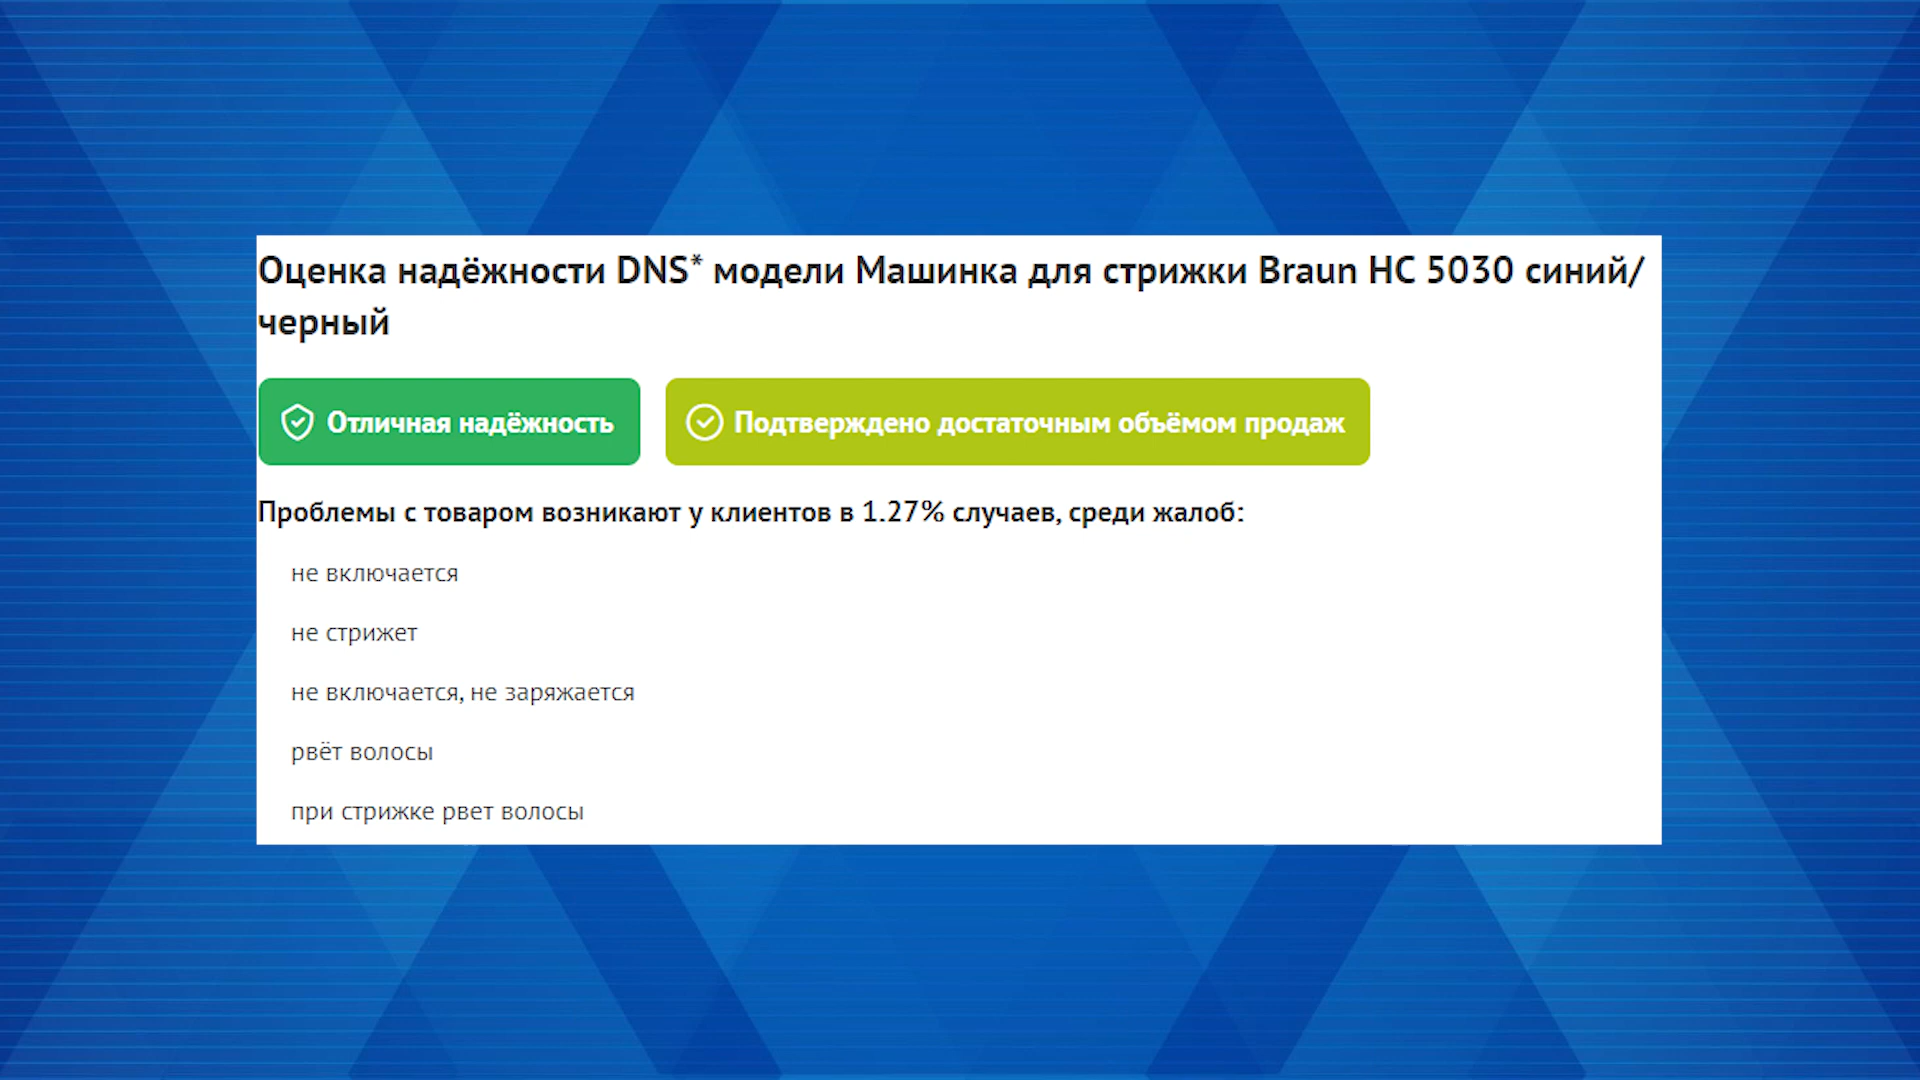 Оценка надёжности DNS* модели Машинка для стрижки Braun HC 5030 синий/
черный
Отличная надёжность
Подтверждено достаточным объёмом продаж
Проблемы с товаром возникают у клиентов в 1.27% случаев, среди жалоб:
не включается
не стрижет
не включается, не заряжается
рвёт волосы
при стрижке рвет волосы